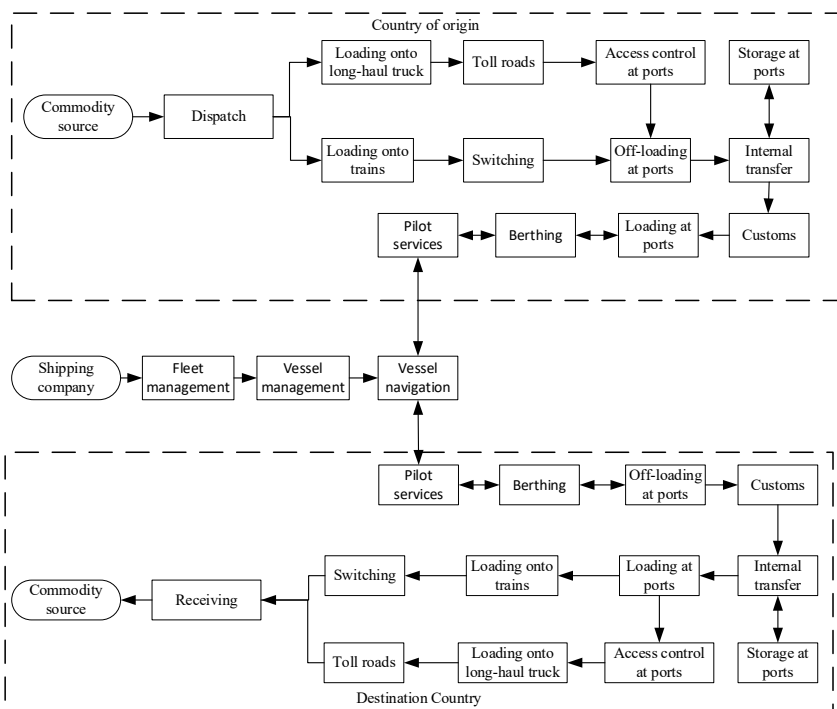 Country of origin
Loading onto
long-haul truck
Toll roads
Access control
at ports
Storage at
ports
Commodity
source
Dispatch
Loading onto
trains
Switching
Off-loading
at ports
Internal
transfer
Pilot
services
Berthing
Loading at
ports
Customs
Shipping
company
Fleet
management
Vessel
management
Vessel
navigation
Pilot
services
Berthing
Off-loading
at ports
Customs
Commodity
source
Receiving
Switching
Loading onto
trains
Loading at
ports
Internal
transfer
Toll roads
Loading onto
long-haul truck
Access control
at ports
Storage at
ports
Destination Country